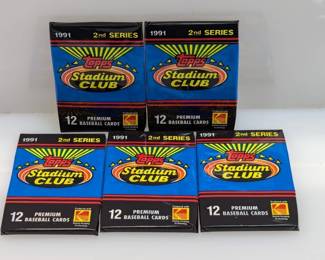 1991 2nd SERIES
Topps
Stadium
CLUB
12 PREMIUM
BASEBALL CARDS
1991 2nd SERIES
Topps
Stadium
CLUB
12 PREMIUM
BASEBALL CARDS
1991 2nd SERIES
Topps
Stadium
CLUB
12 PREMIUM
BASEBALL CARDS
1991 2nd SERIES
Topps
Stadium
CLUB
12 PREMIUM
BASEBALL CARDS
1991 2nd SERIES
Topps
Stadium
CLUB
12 PREMIUM
BASEBALL CARDS